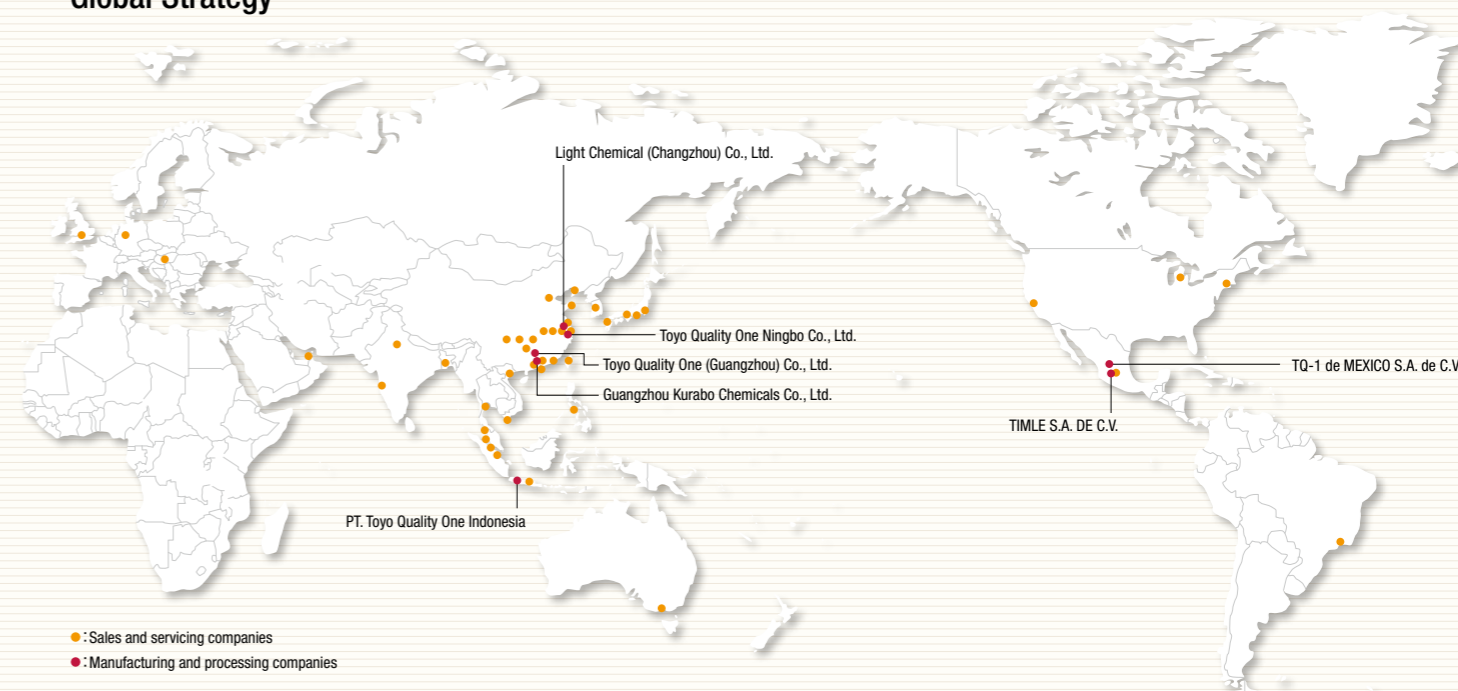 Global Strategy
Light Chemical (Changzhou) Co., Ltd.
Toyo Quality One Ningbo Co., Ltd.
Toyo Quality One (Guangzhou) Co., Ltd.
Guangzhou Kurabo Chemicals Co., Ltd.
TQ-1 de MEXICO S.A. de C.V
TIMLE S.A. DE C.V.
PT. Toyo Quality One Indonesia
: Sales and servicing companies
: Manufacturing and processing companies